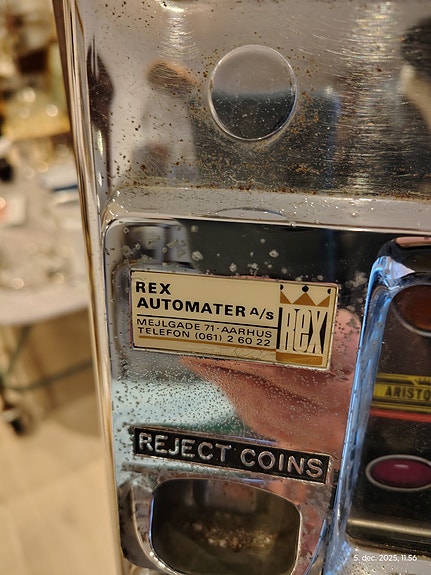 REX
AUTOMATER A/S
MEJLGADE 71 - AARHUS
TELEFON (061) 2 60 22
REX
ARISTO
REJECT COINS
5. dec. 2025, 11.56